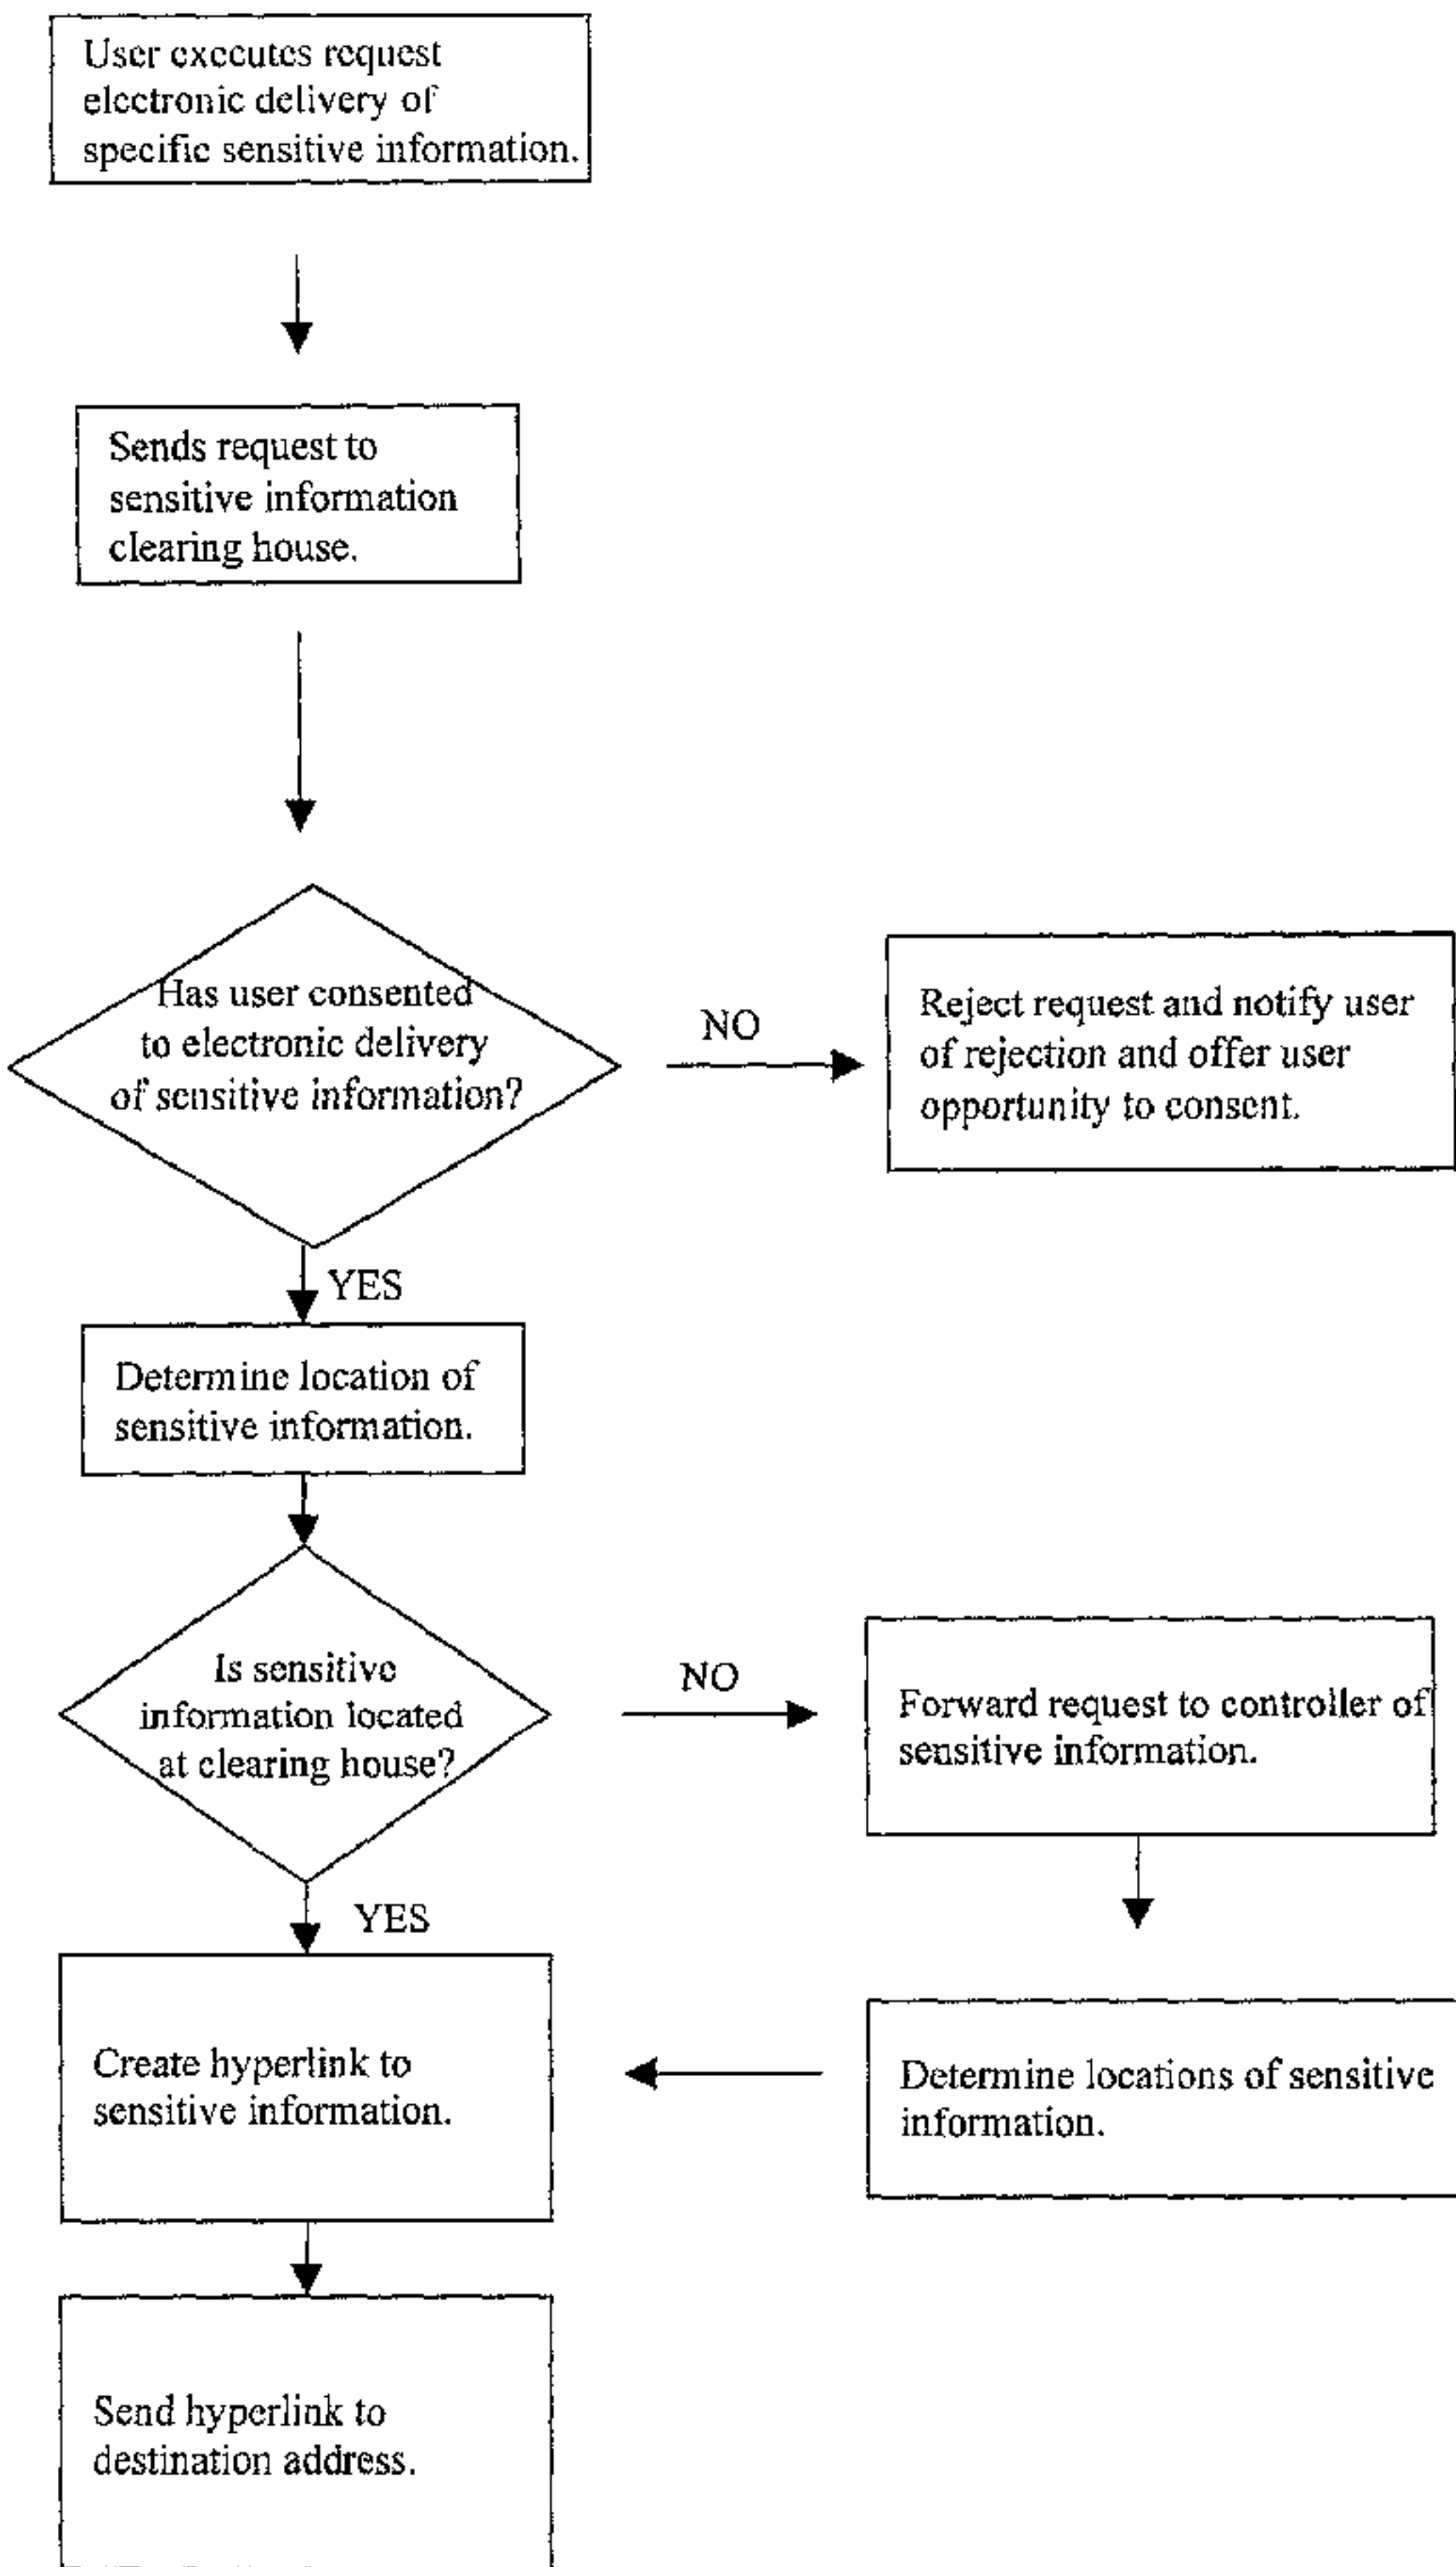 User executes request
electronic delivery of
specific sensitive information.
Sends request to
sensitive information
clearing house.
Has user consented
to electronic delivery
of sensitive information?
NO
Reject request and notify user
of rejection and offer user
opportunity to consent.
YES
Determine location of
sensitive information.
Is sensitive
information located
at clearing house?
NO
Forward request to controller of
sensitive information.
YES
Create hyperlink to
sensitive information.
Determine locations of sensitive
information.
Send hyperlink to
destination address.